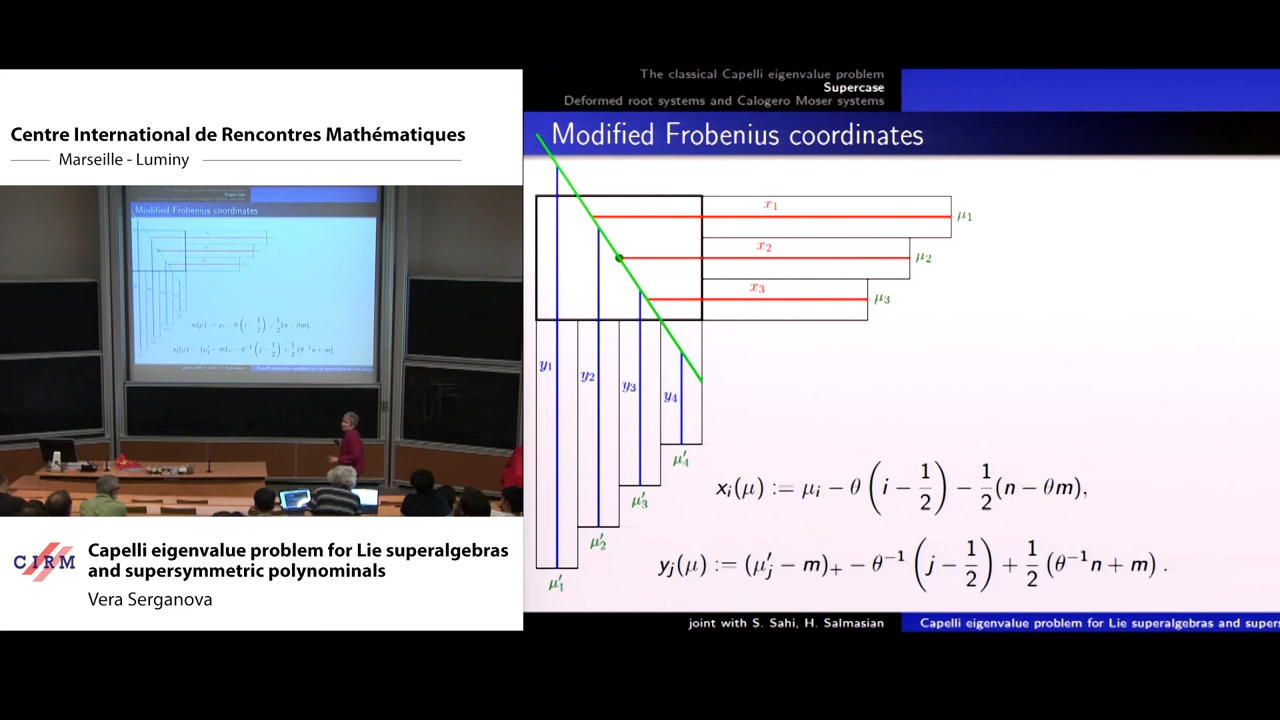 Centre International de Rencontres Mathématiques
Marseille - Luminy
CIRM
Capelli eigenvalue problem for Lie superalgebras
and supersymmetric polynominals
Vera Serganova
The classical Capelli eigenvalue problem
Supercase
Deformed root systems and Calogero Moser systems
Modified Frobenius coordinates
x₁ μ₁
x₂ μ₂
x₃ μ₃
y₁ y₂ y₃ y₄
μ′₄
μ′₃
μ′₂
μ′₁
xᵢ(μ) := μᵢ − θ (i − 1/2) − 1/2 (n − θm),
yⱼ(μ) := (μ′ⱼ − m)₊ − θ⁻¹ (j − 1/2) + 1/2 (θ⁻¹n + m) .
joint with S. Sahi, H. Salmasian
Capelli eigenvalue problem for Lie superalgebras and supers